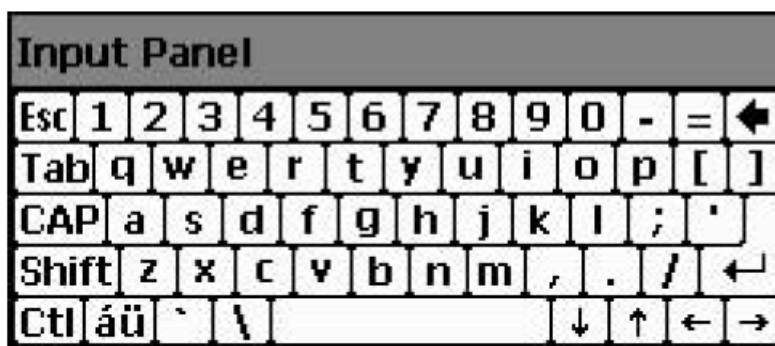 Input Panel
Esc 1 2 3 4 5 6 7 8 9 0 - = 🡄
Tab q w e r t y u i o p [ ]
CAP a s d f g h j k l ; '
Shift z x c v b n m , . / ↵
Ctl áü ` \ ↓ ↑ ← →